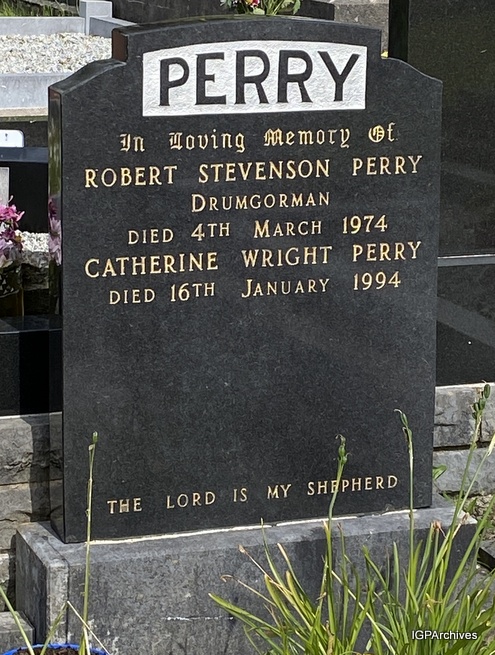 PERRY
In Loving Memory Of
ROBERT STEVENSON PERRY
DRUMGORMAN
DIED 4TH MARCH 1974
CATHERINE WRIGHT PERRY
DIED 16TH JANUARY 1994
THE LORD IS MY SHEPHERD
IGPArchives